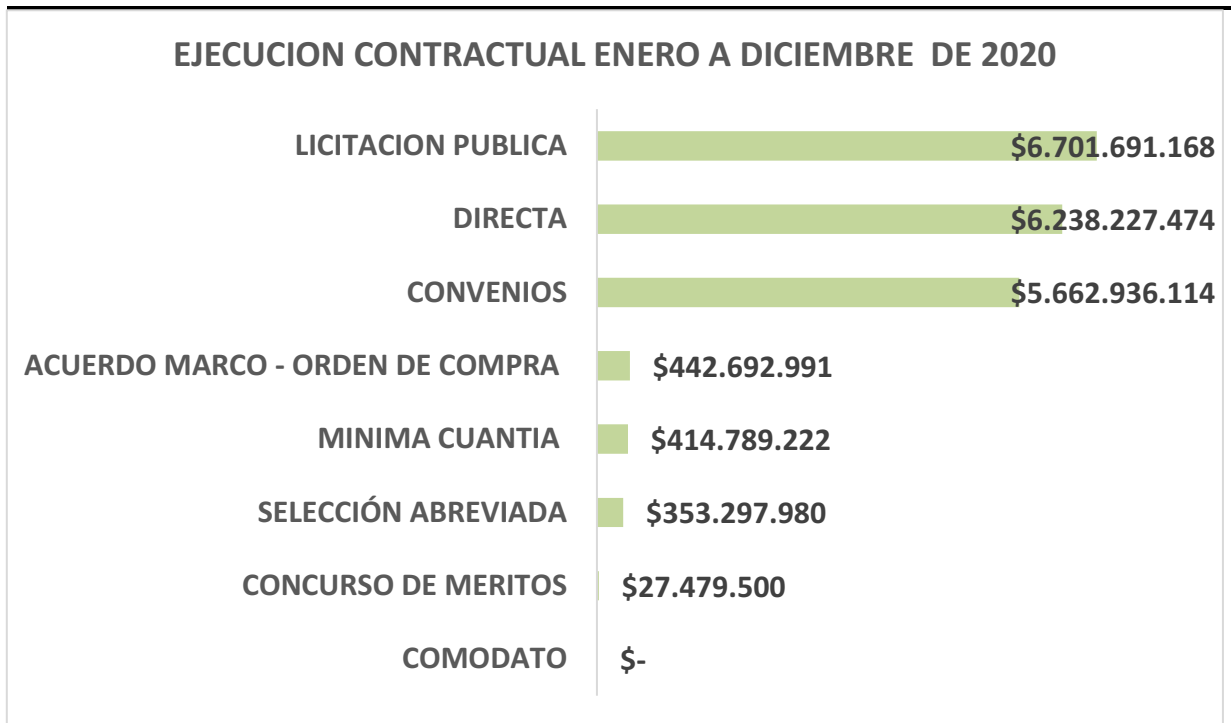 EJECUCION CONTRACTUAL ENERO A DICIEMBRE DE 2020
LICITACION PUBLICA $6.701.691.168
DIRECTA $6.238.227.474
CONVENIOS $5.662.936.114
ACUERDO MARCO - ORDEN DE COMPRA $442.692.991
MINIMA CUANTIA $414.789.222
SELECCIÓN ABREVIADA $353.297.980
CONCURSO DE MERITOS $27.479.500
COMODATO $-